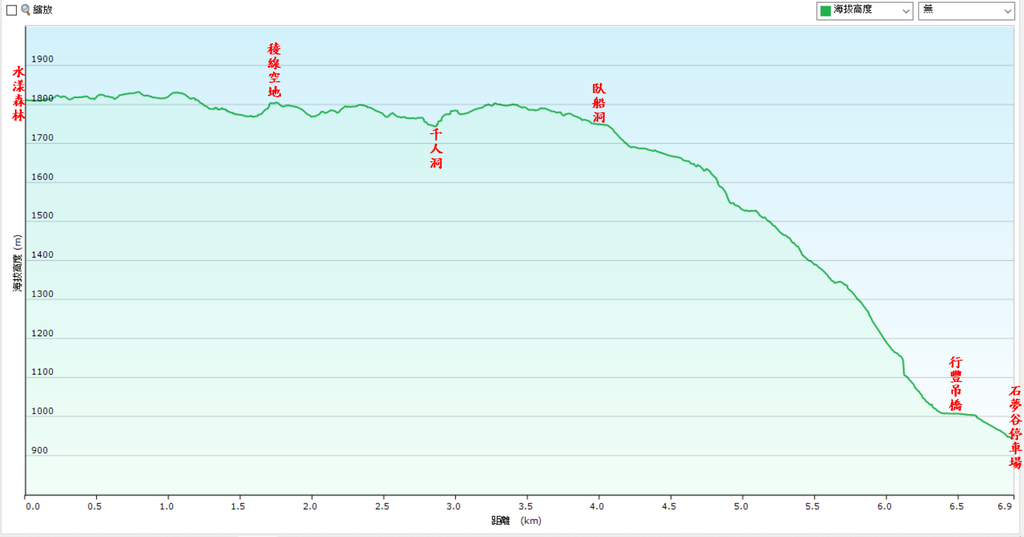 縮放
海拔高度
無
1900
1800
1700
1600
1500
1400
1300
1200
1100
1000
900
海拔高度 (m)
水漾森林
稜線空地
千人洞
臥船洞
行豐吊橋
石夢谷停車場
0.0 0.5 1.0 1.5 2.0 2.5 3.0 3.5 4.0 4.5 5.0 5.5 6.0 6.5 6.9
距離 (km)